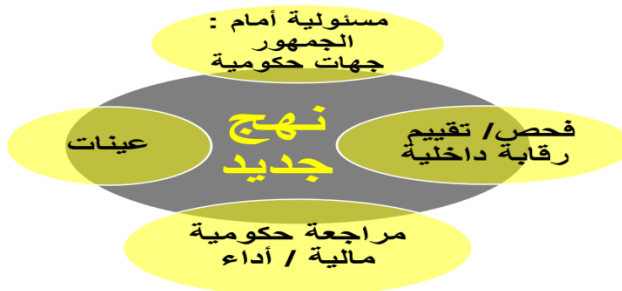 مسئولية أمام :
الجمهور
جهات حكومية
نهج
جديد
فحص/ تقييم
رقابة داخلية
عينات
مراجعة حكومية
مالية / أداء